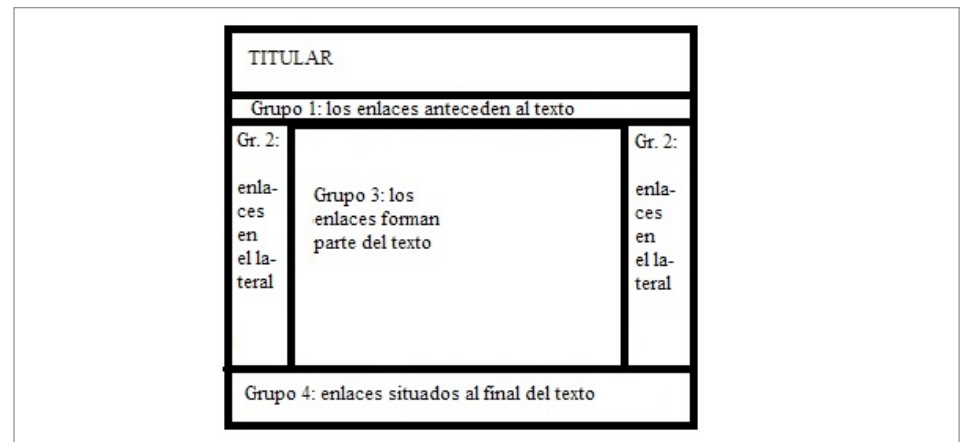 TITULAR
Grupo 1: los enlaces anteceden al texto
Gr. 2:
enla-
ces
en
el la-
teral
Grupo 3: los
enlaces forman
parte del texto
Gr. 2:
enla-
ces
en
el la-
teral
Grupo 4: enlaces situados al final del texto